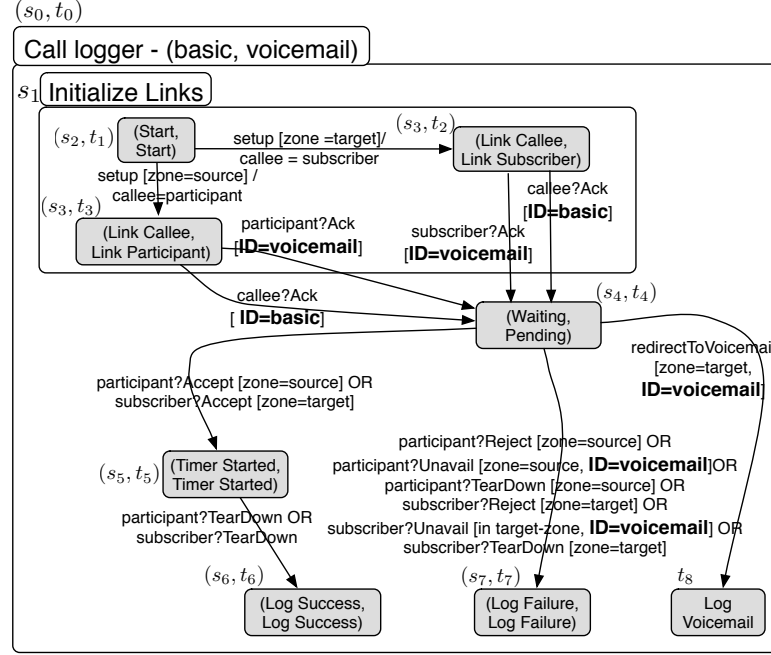 (s₀, t₀)
Call logger - (basic, voicemail)
s₁ Initialize Links
(s₂, t₁)
(Start,
Start)
setup [zone =target]/
callee = subscriber
(s₃, t₂)
(Link Callee,
Link Subscriber)
setup [zone=source] /
callee=participant
(s₃, t₃)
(Link Callee,
Link Participant)
participant?Ack
[ID=voicemail]
subscriber?Ack
[ID=voicemail]
callee?Ack
[ID=basic]
callee?Ack
[ ID=basic]
(s₄, t₄)
(Waiting,
Pending)
redirectToVoicemail
[zone=target,
ID=voicemail]
participant?Accept [zone=source] OR
subscriber?Accept [zone=target]
(s₅, t₅)
(Timer Started,
Timer Started)
participant?Reject [zone=source] OR
participant?Unavail [zone=source, ID=voicemail]OR
participant?TearDown [zone=source] OR
subscriber?Reject [zone=target] OR
subscriber?Unavail [in target-zone, ID=voicemail] OR
subscriber?TearDown [zone=target]
participant?TearDown OR
subscriber?TearDown
(s₆, t₆)
(Log Success,
Log Success)
(s₇, t₇)
(Log Failure,
Log Failure)
t₈
Log
Voicemail